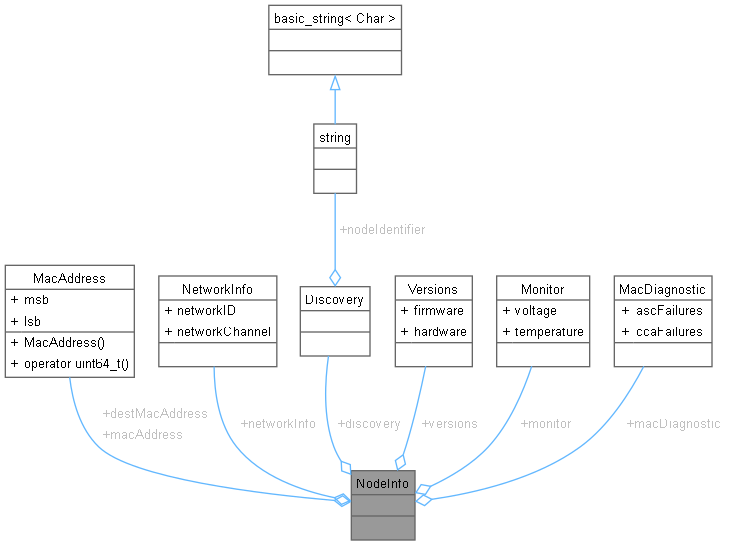 basic_string< Char >
string
+nodeIdentifier
MacAddress
+ msb
+ lsb
+ MacAddress()
+ operator uint64_t()
NetworkInfo
+ networkID
+ networkChannel
Discovery
Versions
+ firmware
+ hardware
Monitor
+ voltage
+ temperature
MacDiagnostic
+ ascFailures
+ ccaFailures
+destMacAddress
+macAddress
+networkInfo
+discovery
+versions
+monitor
+macDiagnostic
NodeInfo